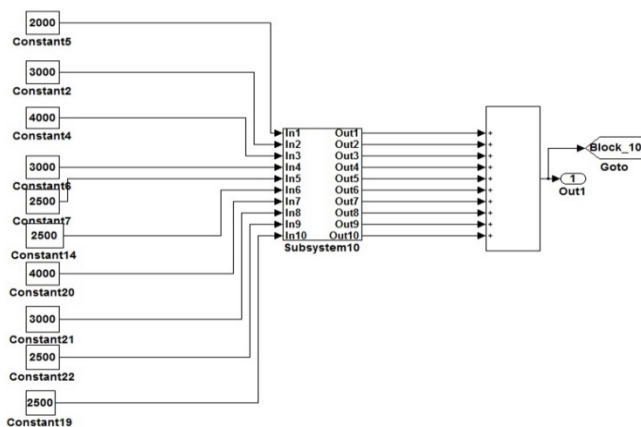 2000
Constant5
3000
Constant2
4000
Constant4
3000
Constant6
2500
Constant7
2500
Constant14
4000
Constant20
3000
Constant21
2500
Constant22
2500
Constant19
In1 Out1
In2 Out2
In3 Out3
In4 Out4
In5 Out5
In6 Out6
In7 Out7
In8 Out8
In9 Out9
In10 Out10
Subsystem10
+
+
+
+
+
+
+
+
+
+
Block_10
Goto
1
Out1